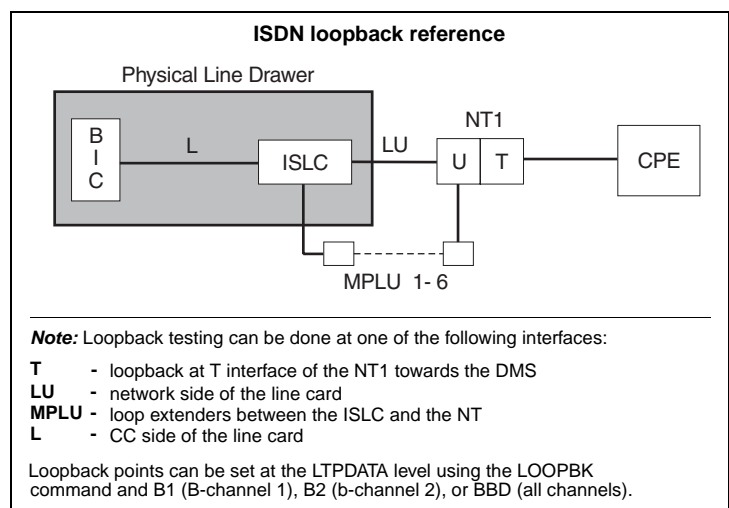 ISDN loopback reference
Physical Line Drawer
B
I
C
L
ISLC
LU
NT1
U
T
CPE
MPLU 1- 6
Note: Loopback testing can be done at one of the following interfaces:
T - loopback at T interface of the NT1 towards the DMS
LU - network side of the line card
MPLU - loop extenders between the ISLC and the NT
L - CC side of the line card
Loopback points can be set at the LTPDATA level using the LOOPBK
command and B1 (B-channel 1), B2 (b-channel 2), or BBD (all channels).